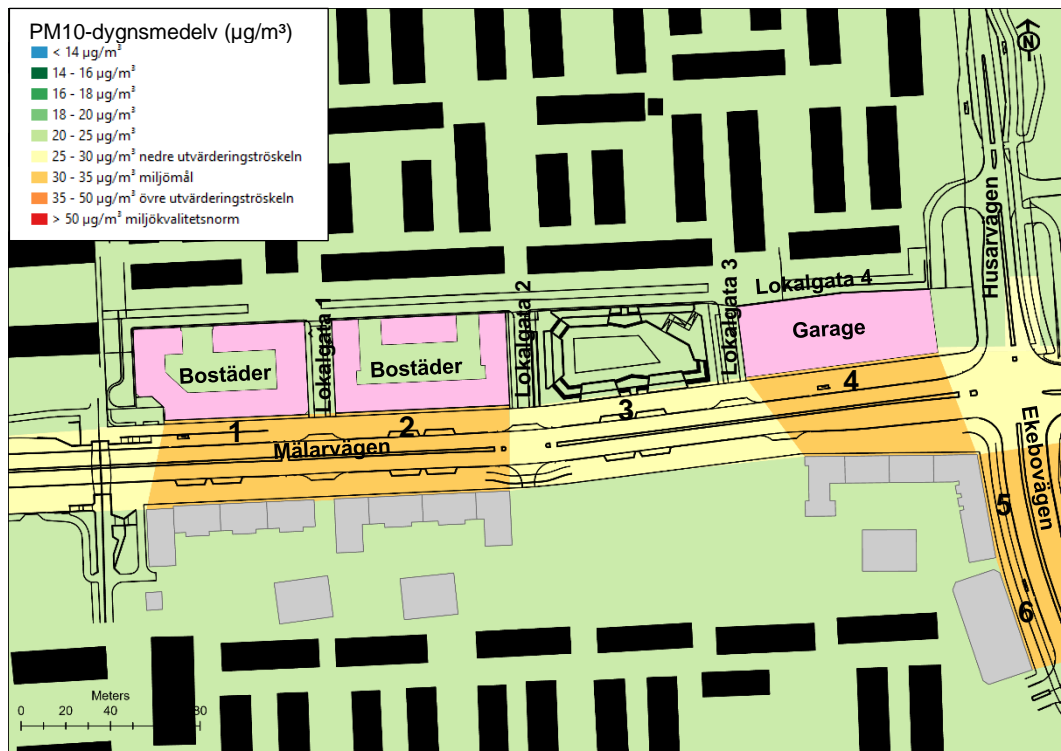 PM10-dygnsmedelv (µg/m³)
< 14 µg/m³
14 - 16 µg/m³
16 - 18 µg/m³
18 - 20 µg/m³
20 - 25 µg/m³
25 - 30 µg/m³ nedre utvärderingströskeln
30 - 35 µg/m³ miljömål
35 - 50 µg/m³ övre utvärderingströskeln
> 50 µg/m³ miljökvalitetsnorm
N
Husarvägen
Lokalgata 1
Lokalgata 2
Lokalgata 3
Lokalgata 4
Garage
Bostäder
Bostäder
1
2
3
4
Mälarvägen
Ekebovägen
5
6
Meters
0 20 40 80